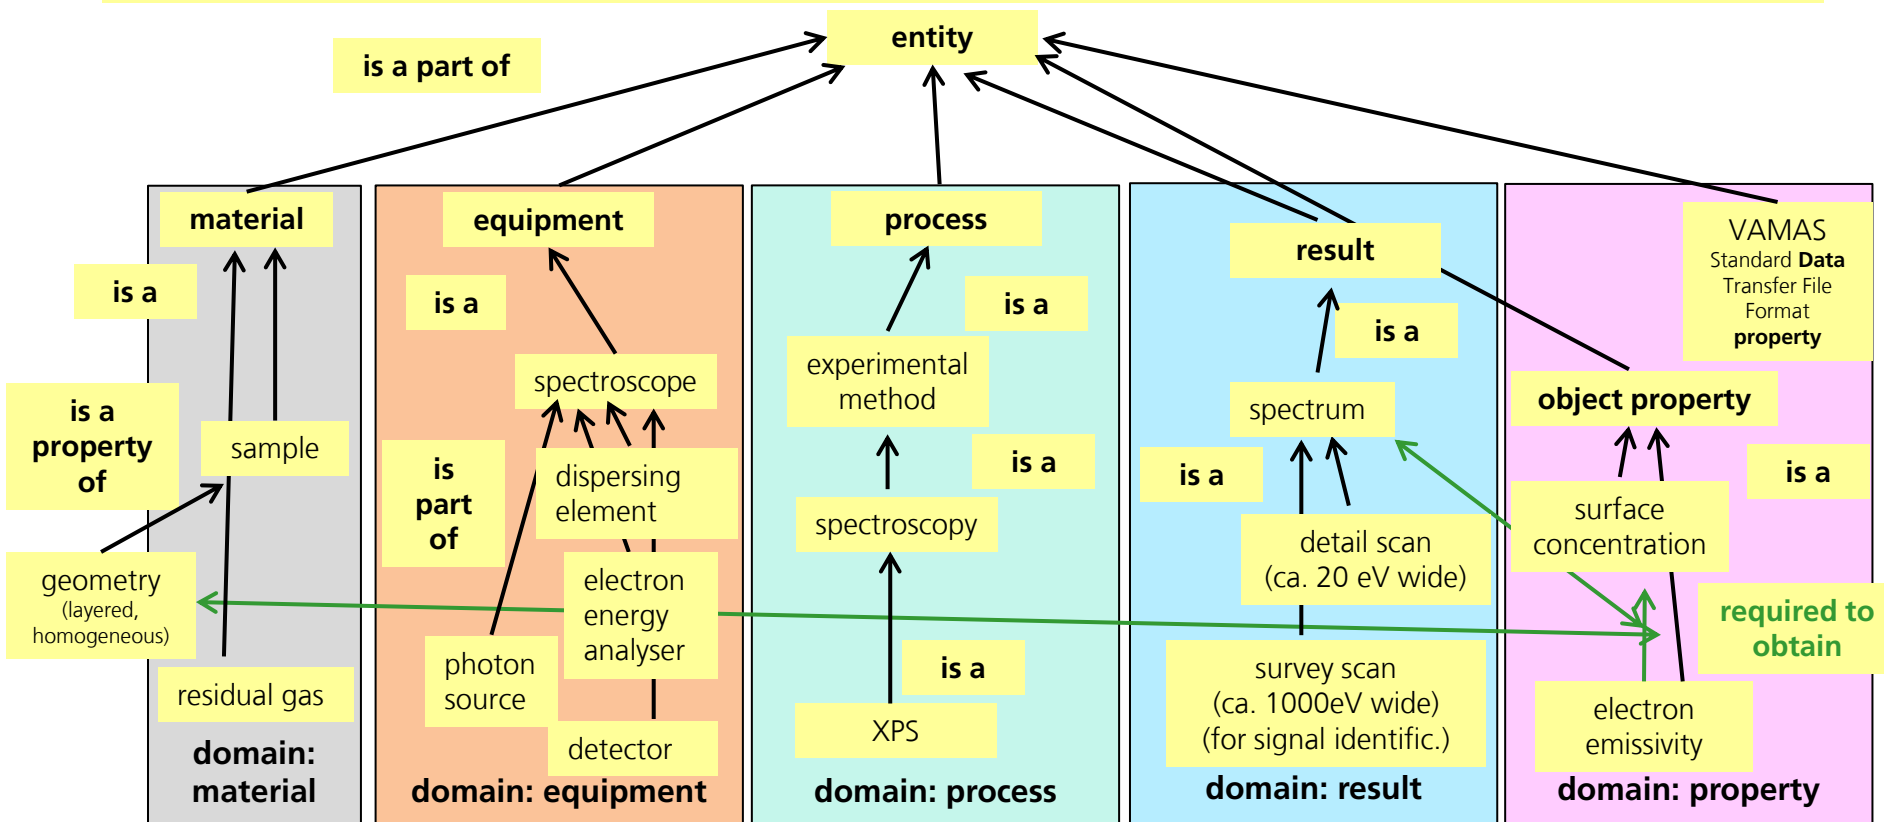 entity
is a part of
material
equipment
process
result
VAMAS
Standard Data
Transfer File
Format
property
is a
is a
is a
is a
experimental
method
spectroscope
spectrum
object property
is a
property
of
sample
is
part
of
dispersing
element
is a
spectroscopy
is a
is a
surface
concentration
detail scan
(ca. 20 eV wide)
geometry
(layered,
homogeneous)
electron
energy
analyser
required to
obtain
photon
source
is a
survey scan
(ca. 1000eV wide)
(for signal identific.)
residual gas
XPS
electron
emissivity
detector
domain:
material
domain: equipment
domain: process
domain: result
domain: property